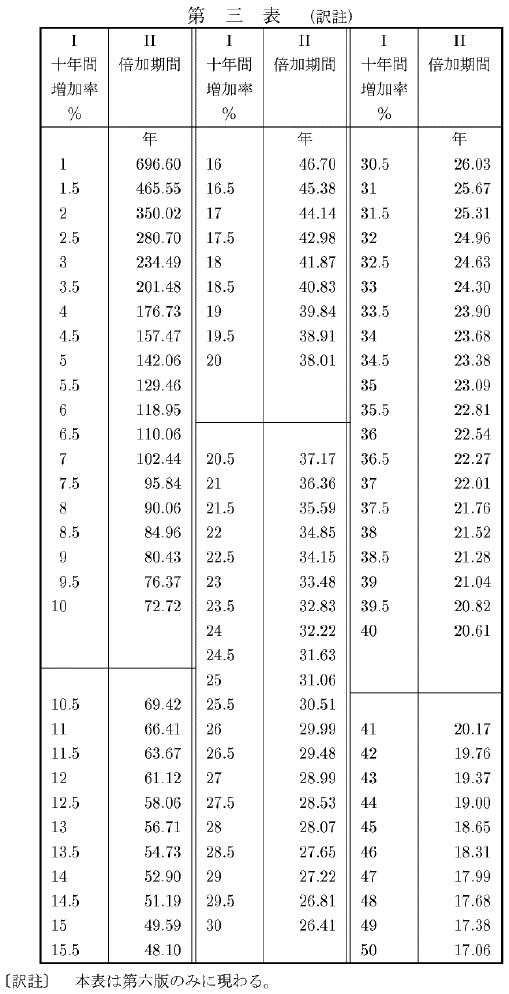 第 三 表 (訳註)
I II I II I II
十年間 倍加期間 十年間 倍加期間 十年間 倍加期間
増加率 増加率 増加率
% % %
年 年 年
1 696.60 16 46.70 30.5 26.03
1.5 465.55 16.5 45.38 31 25.67
2 350.02 17 44.14 31.5 25.31
2.5 280.70 17.5 42.98 32 24.96
3 234.49 18 41.87 32.5 24.63
3.5 201.48 18.5 40.83 33 24.30
4 176.73 19 39.84 33.5 23.90
4.5 157.47 19.5 38.91 34 23.68
5 142.06 20 38.01 34.5 23.38
5.5 129.46 35 23.09
6 118.95 35.5 22.81
6.5 110.06 36 22.54
7 102.44 20.5 37.17 36.5 22.27
7.5 95.84 21 36.36 37 22.01
8 90.06 21.5 35.59 37.5 21.76
8.5 84.96 22 34.85 38 21.52
9 80.43 22.5 34.15 38.5 21.28
9.5 76.37 23 33.48 39 21.04
10 72.72 23.5 32.83 39.5 20.82
24 32.22 40 20.61
24.5 31.63
25 31.06
10.5 69.42 25.5 30.51
11 66.41 26 29.99 41 20.17
11.5 63.67 26.5 29.48 42 19.76
12 61.12 27 28.99 43 19.37
12.5 58.06 27.5 28.53 44 19.00
13 56.71 28 28.07 45 18.65
13.5 54.73 28.5 27.65 46 18.31
14 52.90 29 27.22 47 17.99
14.5 51.19 29.5 26.81 48 17.68
15 49.59 30 26.41 49 17.38
15.5 48.10 50 17.06
〔訳註〕 本表は第六版のみに現わる。